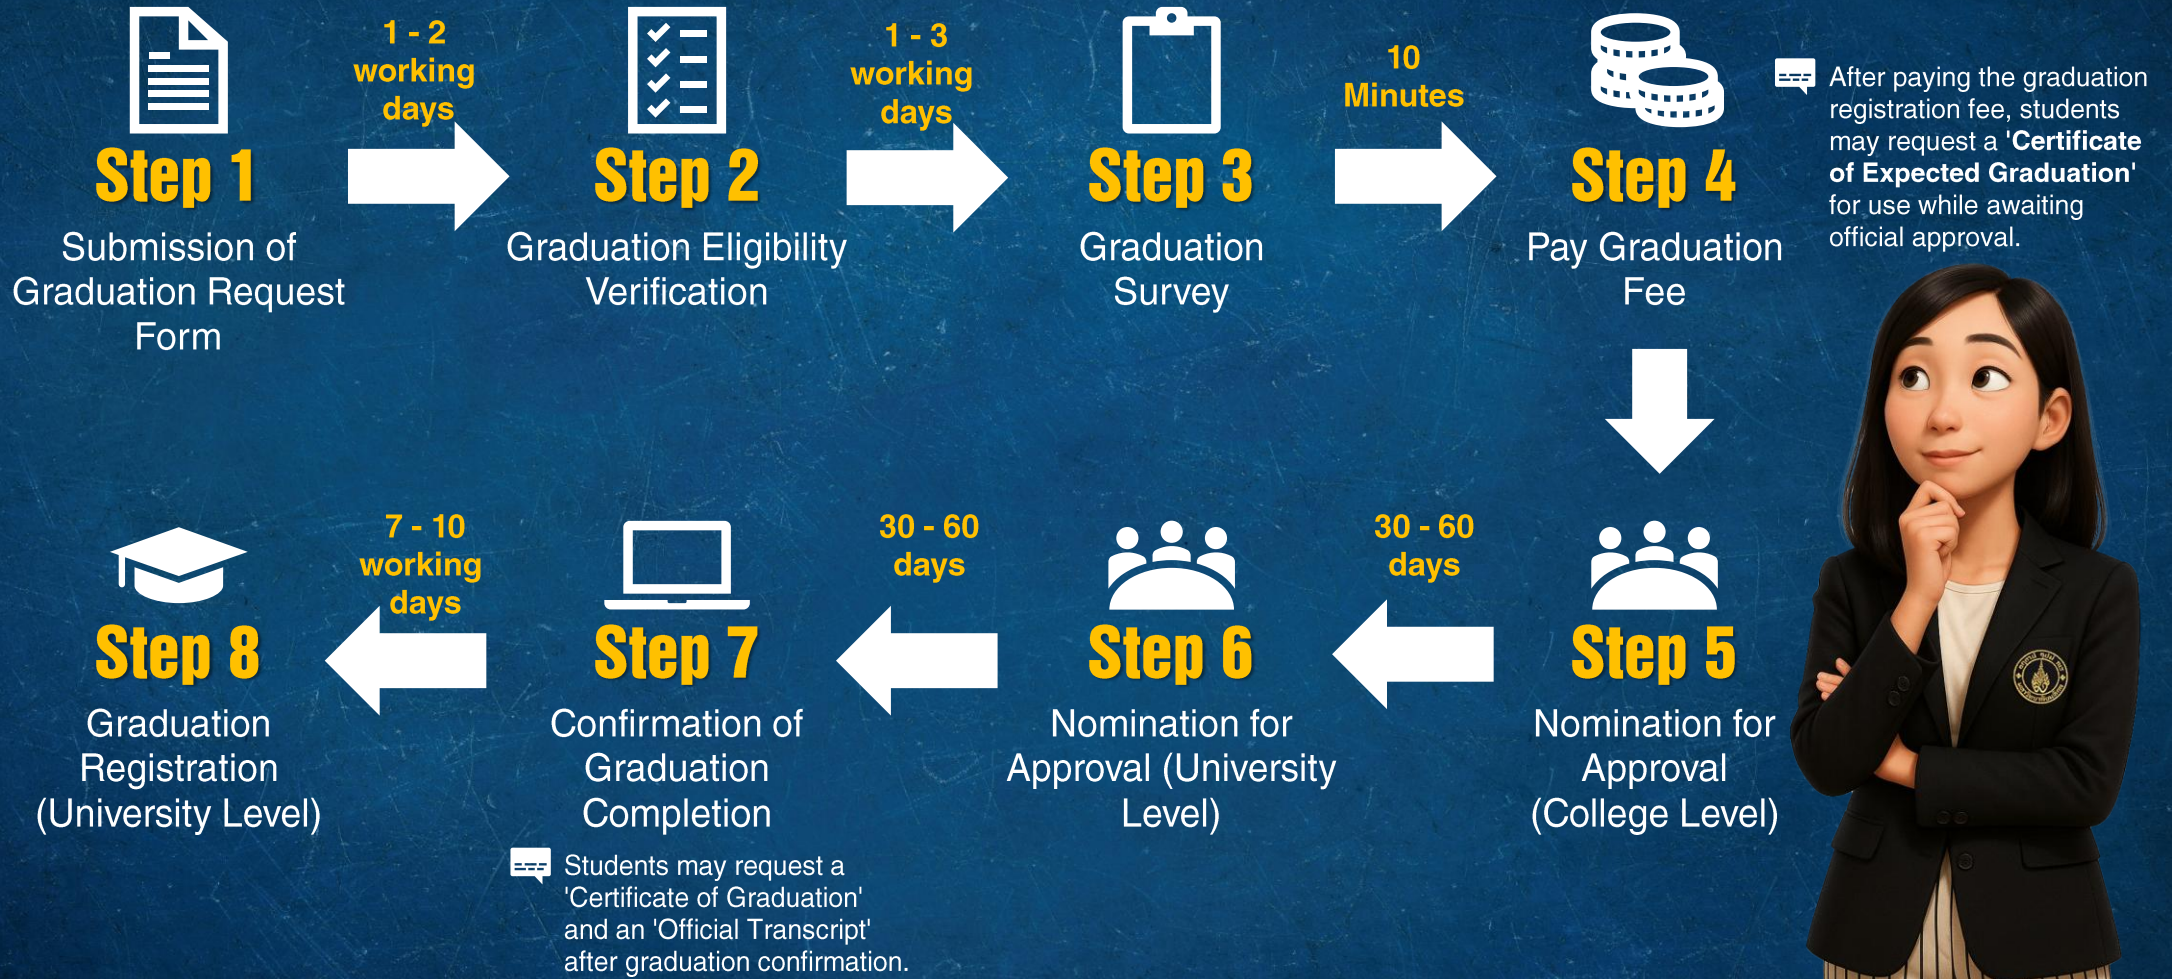 1 - 2
working
days
1 - 3
working
days
10
Minutes
After paying the graduation
registration fee, students
may request a 'Certificate
of Expected Graduation'
for use while awaiting
official approval.
Step 1
Submission of
Graduation Request
Form
Step 2
Graduation Eligibility
Verification
Step 3
Graduation
Survey
Step 4
Pay Graduation
Fee
30 - 60
days
Step 5
Nomination for
Approval
(College Level)
30 - 60
days
Step 6
Nomination for
Approval (University
Level)
7 - 10
working
days
Step 7
Confirmation of
Graduation
Completion
Students may request a
'Certificate of Graduation'
and an 'Official Transcript'
after graduation confirmation.
Step 8
Graduation
Registration
(University Level)